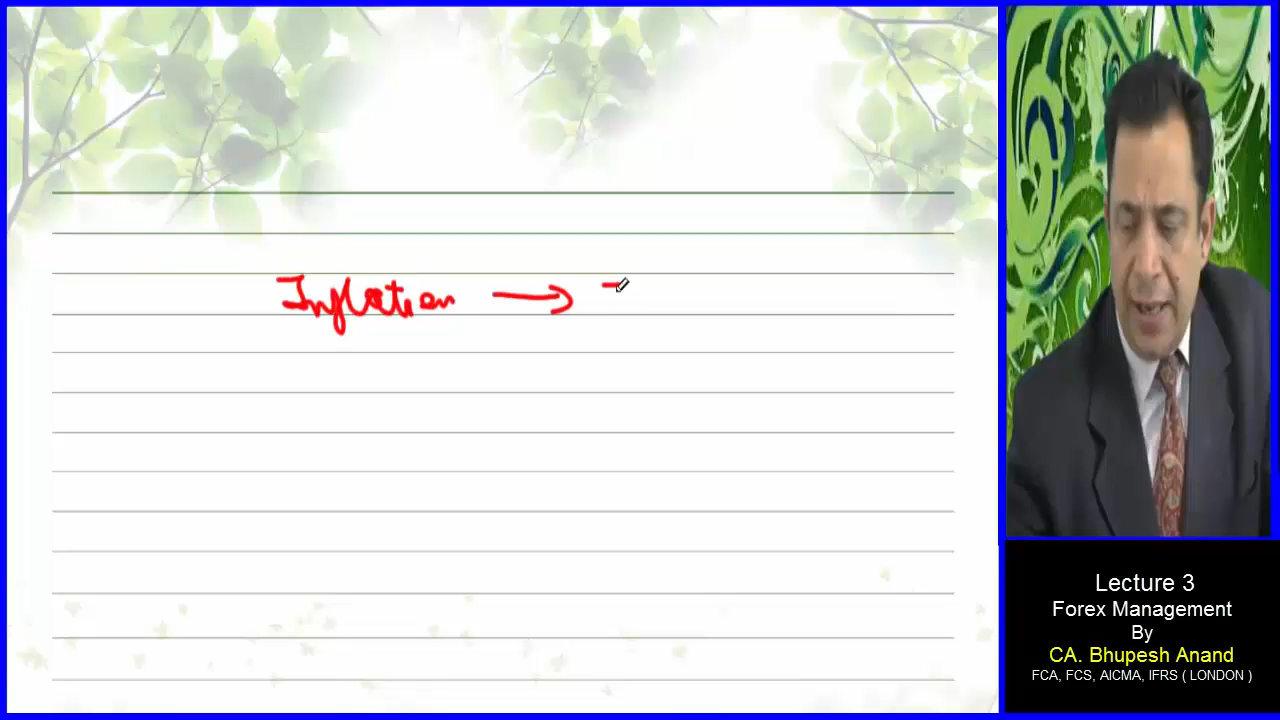 Inflation →
Lecture 3
Forex Management
By
CA. Bhupesh Anand
FCA, FCS, AICMA, IFRS ( LONDON )